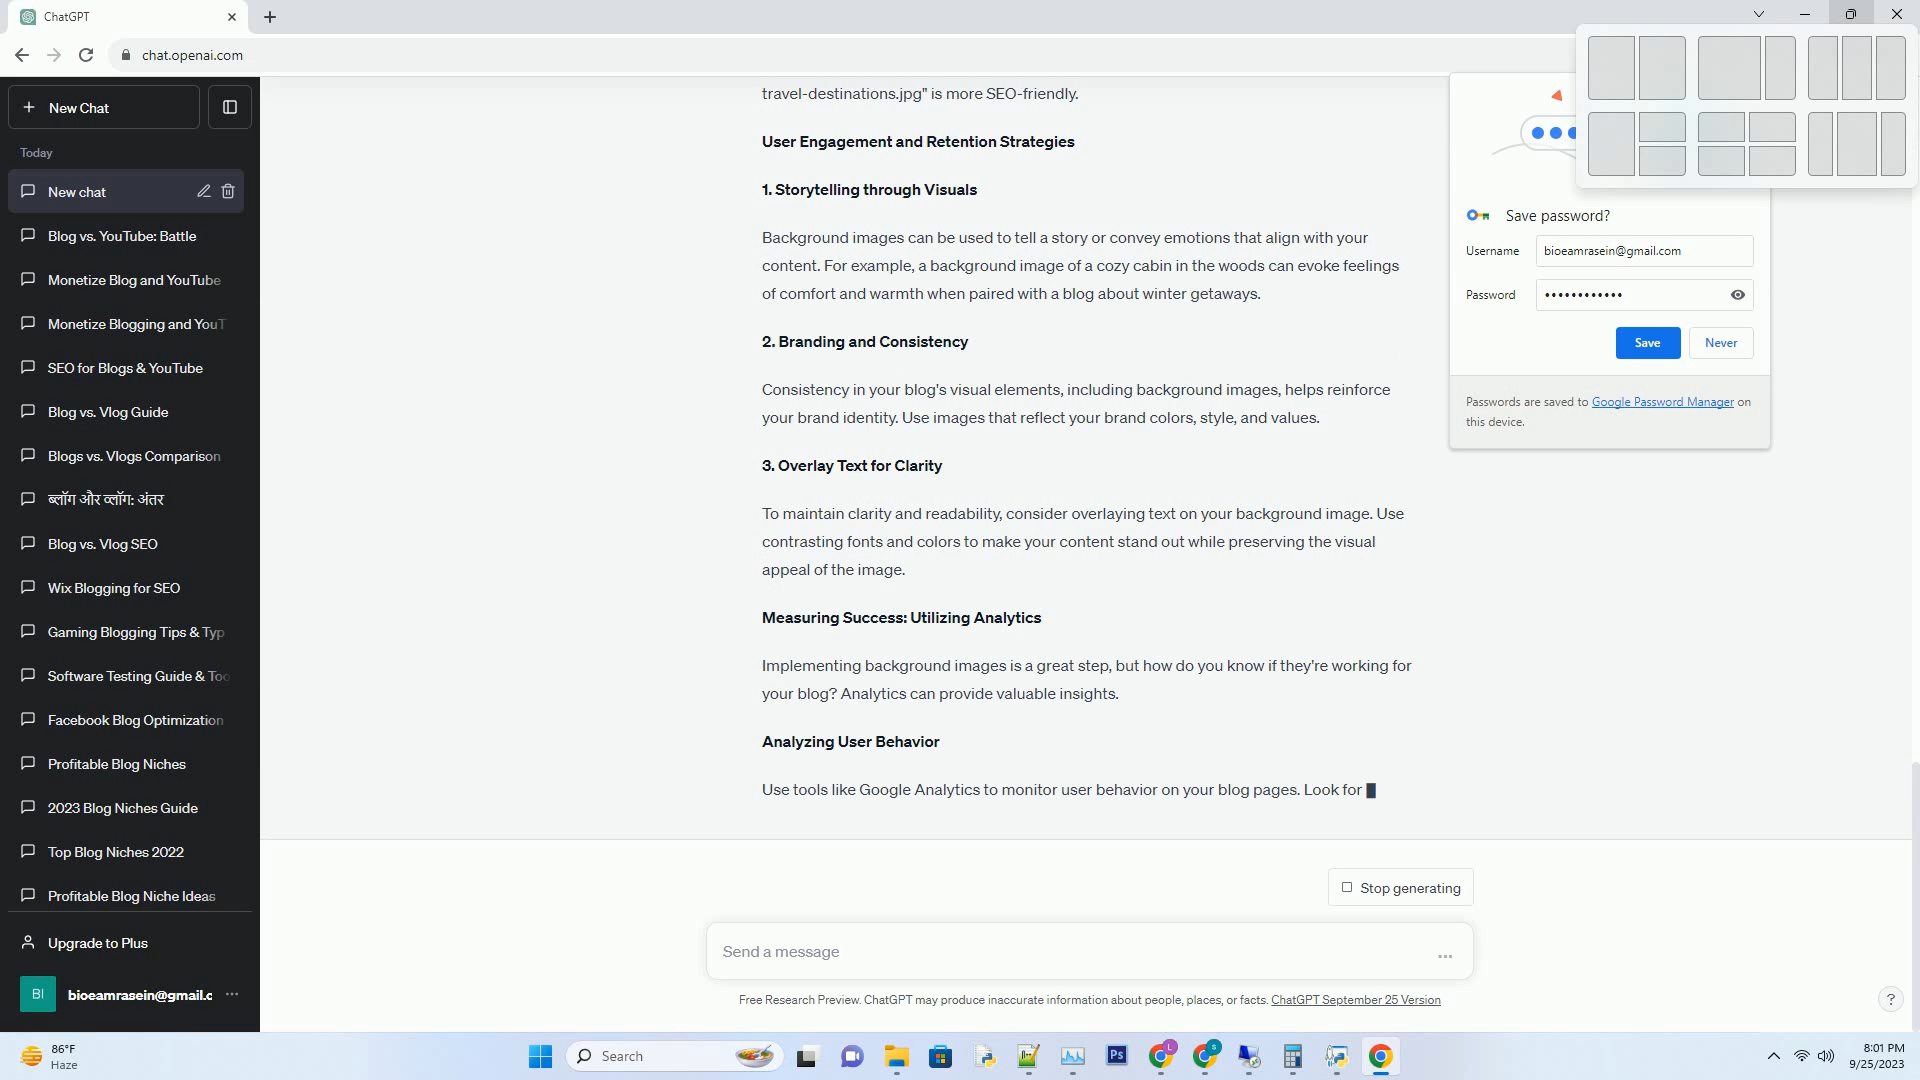 ChatGPT
chat.openai.com
New Chat
Today
New chat
Blog vs. YouTube: Battle
Monetize Blog and YouTube
Monetize Blogging and YouT
SEO for Blogs & YouTube
Blog vs. Vlog Guide
Blogs vs. Vlogs Comparison
ब्लॉग और व्लॉग: अंतर
Blog vs. Vlog SEO
Wix Blogging for SEO
Gaming Blogging Tips & Typ
Software Testing Guide & Too
Facebook Blog Optimization
Profitable Blog Niches
2023 Blog Niches Guide
Top Blog Niches 2022
Profitable Blog Niche Ideas
Upgrade to Plus
BI
bioeamrasein@gmail.c
travel-destinations.jpg" is more SEO-friendly.
User Engagement and Retention Strategies
1. Storytelling through Visuals
Background images can be used to tell a story or convey emotions that align with your
content. For example, a background image of a cozy cabin in the woods can evoke feelings
of comfort and warmth when paired with a blog about winter getaways.
2. Branding and Consistency
Consistency in your blog's visual elements, including background images, helps reinforce
your brand identity. Use images that reflect your brand colors, style, and values.
3. Overlay Text for Clarity
To maintain clarity and readability, consider overlaying text on your background image. Use
contrasting fonts and colors to make your content stand out while preserving the visual
appeal of the image.
Measuring Success: Utilizing Analytics
Implementing background images is a great step, but how do you know if they're working for
your blog? Analytics can provide valuable insights.
Analyzing User Behavior
Use tools like Google Analytics to monitor user behavior on your blog pages. Look for
Stop generating
Send a message
Free Research Preview. ChatGPT may produce inaccurate information about people, places, or facts. ChatGPT September 25 Version
?
Save password?
Username
bioeamrasein@gmail.com
Password
••••••••••••
Save
Never
Passwords are saved to Google Password Manager on
this device.
86°F
Haze
Search
Ps
L
S
8:01 PM
9/25/2023